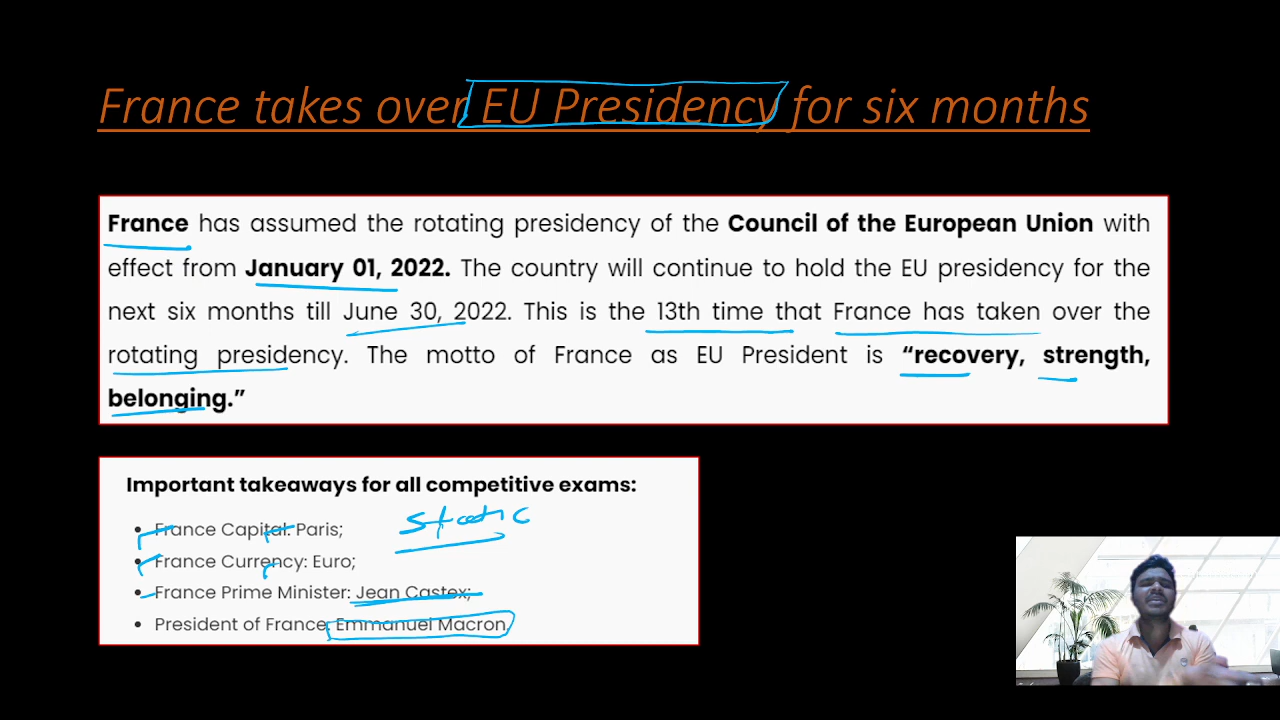 France takes over EU Presidency for six months
France has assumed the rotating presidency of the Council of the European Union with
effect from January 01, 2022. The country will continue to hold the EU presidency for the
next six months till June 30, 2022. This is the 13th time that France has taken over the
rotating presidency. The motto of France as EU President is “recovery, strength,
belonging.”
Important takeaways for all competitive exams:
• France Capital: Paris;
static
• France Currency: Euro;
• France Prime Minister: Jean Castex;
• President of France: Emmanuel Macron.